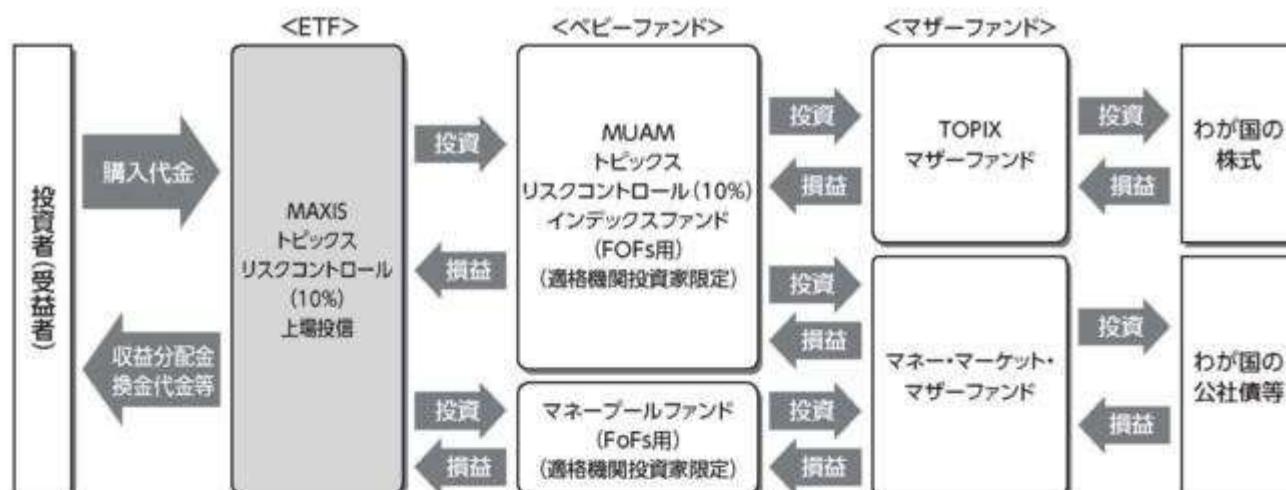 <ETF>
<ベビーファンド>
<マザーファンド>
投資者(受益者)
購入代金
収益分配金
換金代金等
MAXIS
トピックス
リスクコントロール
(10%)
上場投信
投資
損益
投資
損益
MUAM
トピックス
リスクコントロール(10%)
インデックスファンド
(FOFs用)
(適格機関投資家限定)
マネープールファンド
(FoFs用)
(適格機関投資家限定)
投資
損益
投資
損益
投資
損益
TOPIX
マザーファンド
マネー・マーケット・
マザーファンド
投資
損益
投資
損益
わが国の
株式
わが国の
公社債等